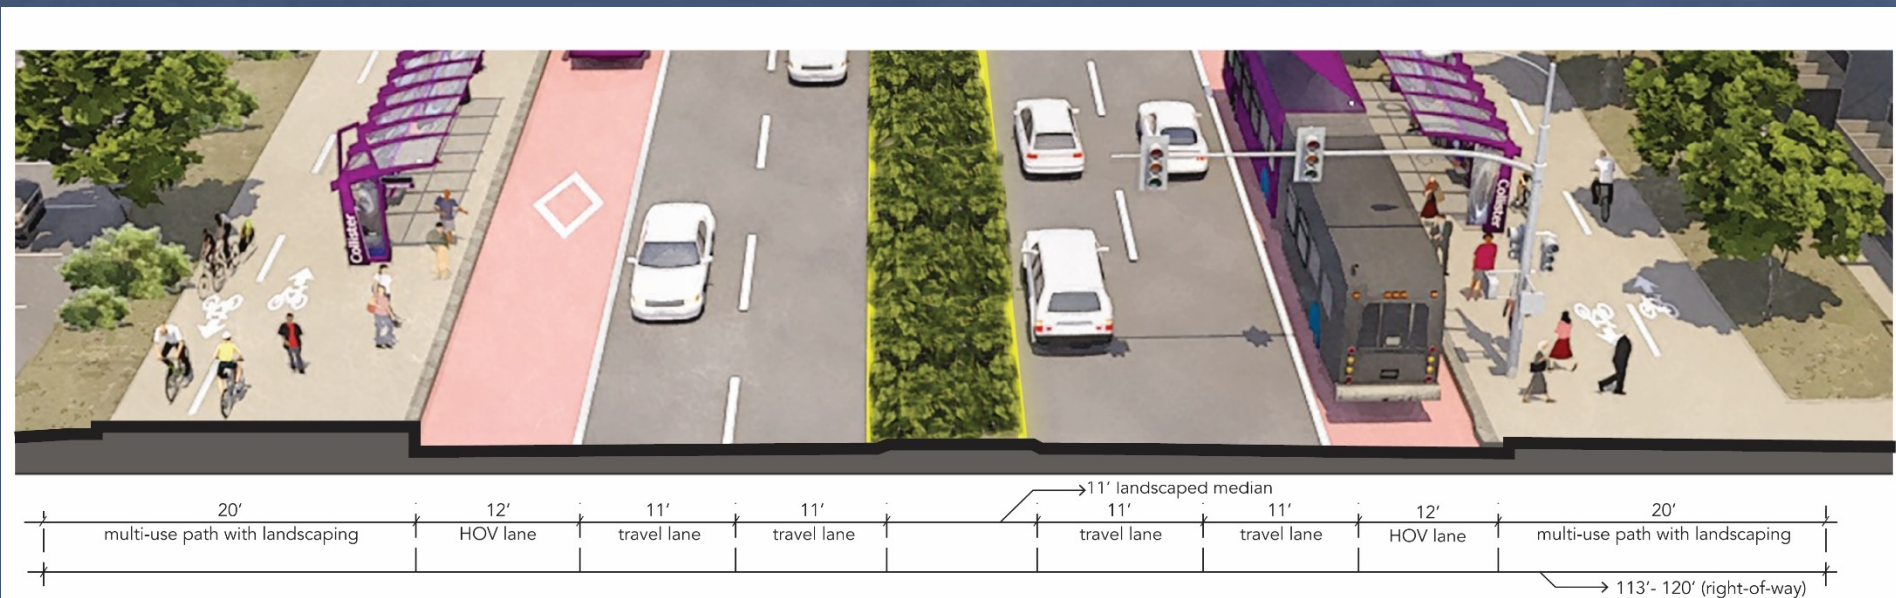 Collister
Collister
11' landscaped median
20' 12' 11' 11' 11' 11' 12' 20'
multi-use path with landscaping HOV lane travel lane travel lane travel lane travel lane HOV lane multi-use path with landscaping
113'- 120' (right-of-way)